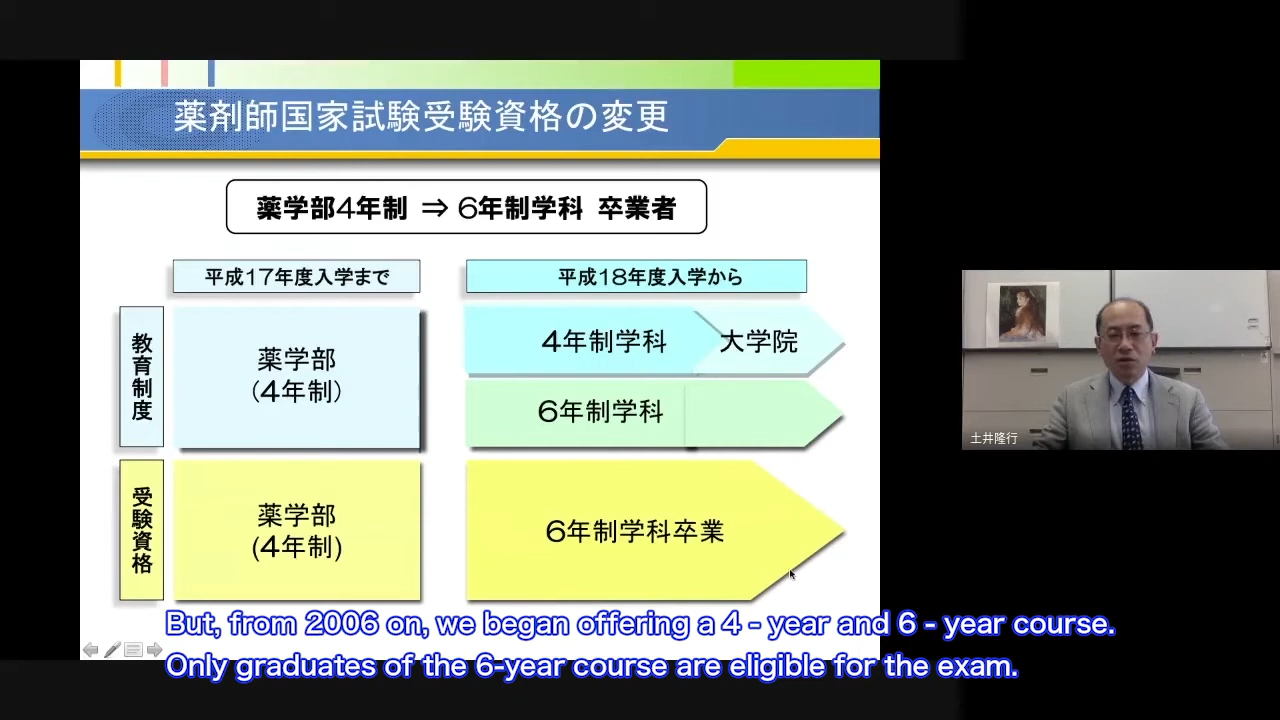 薬剤師国家試験受験資格の変更
薬学部4年制 ⇒ 6年制学科 卒業者
平成17年度入学まで
平成18年度入学から
教育制度
薬学部
(4年制)
4年制学科
大学院
6年制学科
受験資格
薬学部
(4年制)
6年制学科卒業
土井隆行
But, from 2006 on, we began offering a 4 - year and 6 - year course.
Only graduates of the 6-year course are eligible for the exam.